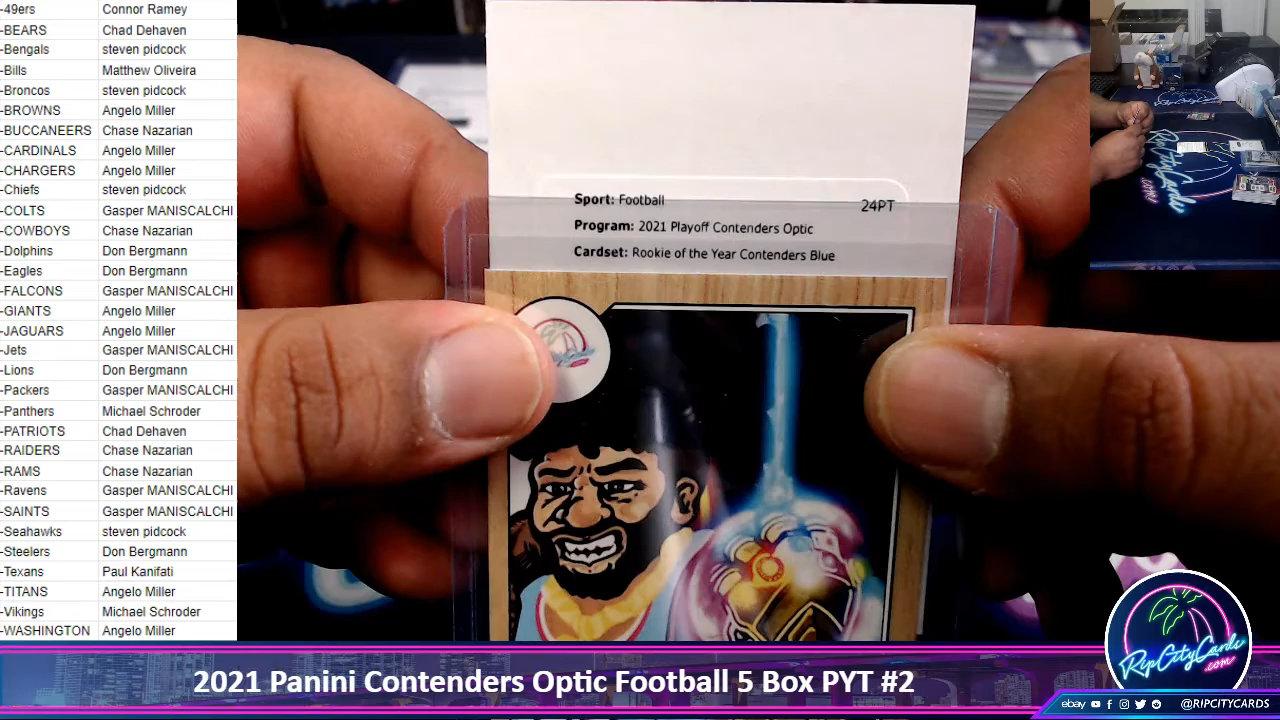 -49ers Connor Ramey
-BEARS Chad Dehaven
-Bengals steven pidcock
-Bills Matthew Oliveira
-Broncos steven pidcock
-BROWNS Angelo Miller
-BUCCANEERS Chase Nazarian
-CARDINALS Angelo Miller
-CHARGERS Angelo Miller
-Chiefs steven pidcock
-COLTS Gasper MANISCALCHI
-COWBOYS Chase Nazarian
-Dolphins Don Bergmann
-Eagles Don Bergmann
-FALCONS Gasper MANISCALCHI
-GIANTS Angelo Miller
-JAGUARS Angelo Miller
-Jets Gasper MANISCALCHI
-Lions Don Bergmann
-Packers Gasper MANISCALCHI
-Panthers Michael Schroder
-PATRIOTS Chad Dehaven
-RAIDERS Chase Nazarian
-RAMS Chase Nazarian
-Ravens Gasper MANISCALCHI
-SAINTS Gasper MANISCALCHI
-Seahawks steven pidcock
-Steelers Don Bergmann
-Texans Paul Kanifati
-TITANS Angelo Miller
-Vikings Michael Schroder
-WASHINGTON Angelo Miller
Sport: Football 24PT
Program: 2021 Playoff Contenders Optic
Cardset: Rookie of the Year Contenders Blue
2021 Panini Contenders Optic Football 5 Box PYT #2
RipCityCards
.com
ebay @RIPCITYCARDS